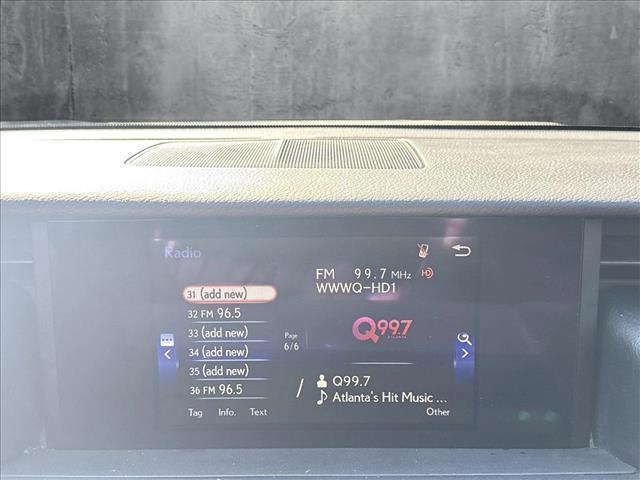 Radio
FM 99.7 MHz HD
WWWQ-HD1
31 (add new)
32 FM 96.5
33 (add new)
34 (add new)
35 (add new)
36 FM 96.5
Page
6/6
Q99.7
ATLANTA
Q99.7
Atlanta's Hit Music ...
Tag Info. Text Other